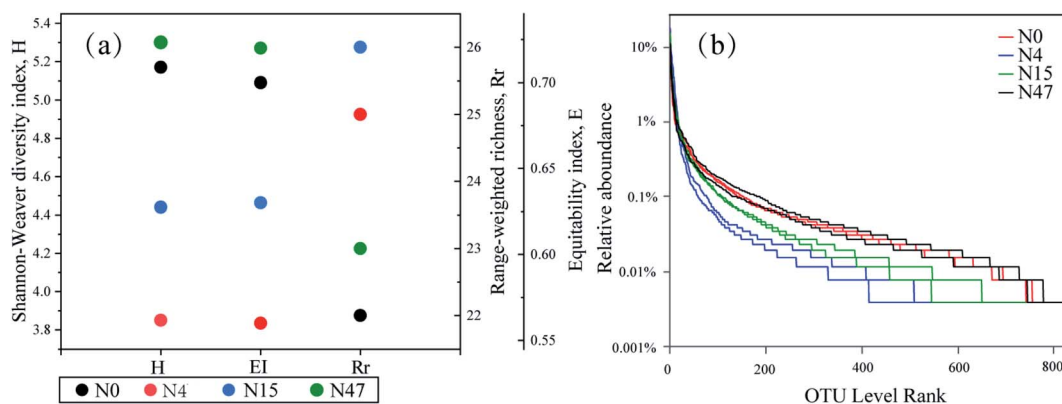 (a)
Shannon-Weaver diversity index, H
5.4
5.2
5.0
4.8
4.6
4.4
4.2
4.0
3.8
H
EI
Rr
26
25
24
23
22
Range-weighted richness, Rr
0.70
0.65
0.60
0.55
Equitability index, E
N0
N4
N15
N47
(b)
Relative aboundance
10%
1%
0.1%
0.01%
0.001%
0
200
400
600
800
OTU Level Rank
N0
N4
N15
N47